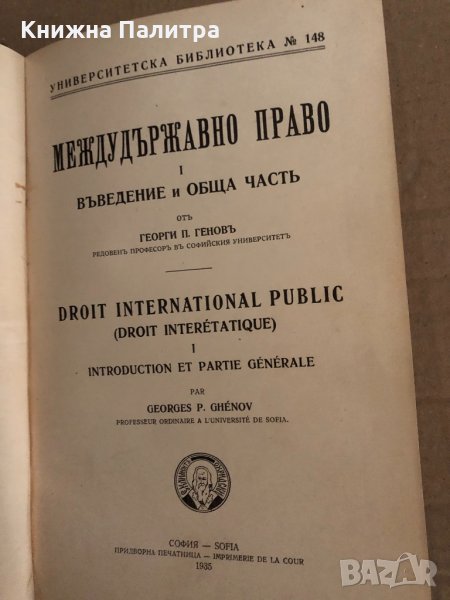 Книжна Палитра
УНИВЕРСИТЕТСКА БИБЛИОТЕКА № 148
МЕЖДУДЪРЖАВНО ПРАВО
I
ВЪВЕДЕНИЕ и ОБЩА ЧАСТЬ
отъ
ГЕОРГИ П. ГЕНОВЪ
РЕДОВЕНЪ ПРОФЕСОРЪ ВЪ СОФИЙСКИЯ УНИВЕРСИТЕТЪ
DROIT INTERNATIONAL PUBLIC
(DROIT INTERÉTATIQUE)
I
INTRODUCTION ET PARTIE GÉNÉRALE
PAR
GEORGES P. GHÉNOV
PROFESSEUR ORDINAIRE A L'UNIVERSITÉ DE SOFIA.
СОФИЯ — SOFIA
ПРИДВОРНА ПЕЧАТНИЦА — IMPRIMERIE DE LA COUR
1935
BAZAR